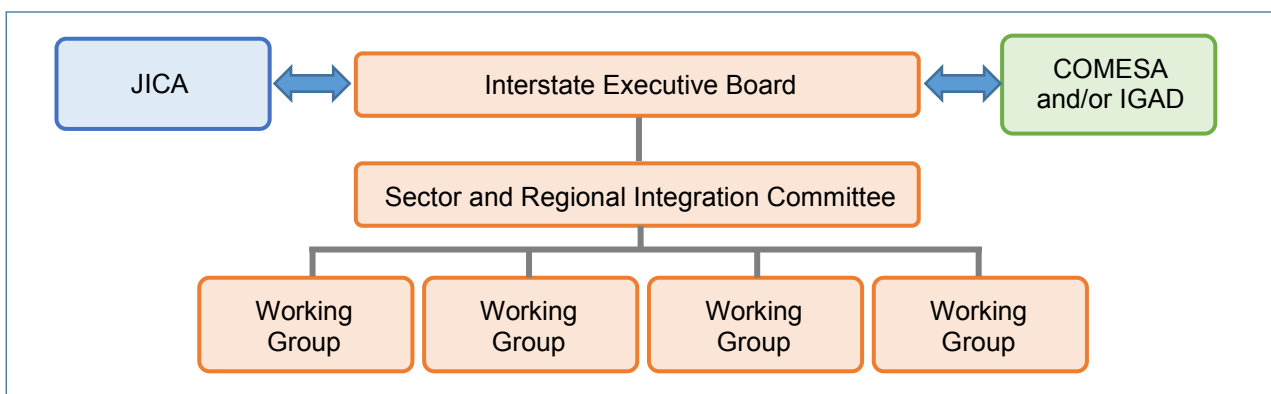 JICA
Interstate Executive Board
COMESA
and/or IGAD
Sector and Regional Integration Committee
Working
Group
Working
Group
Working
Group
Working
Group